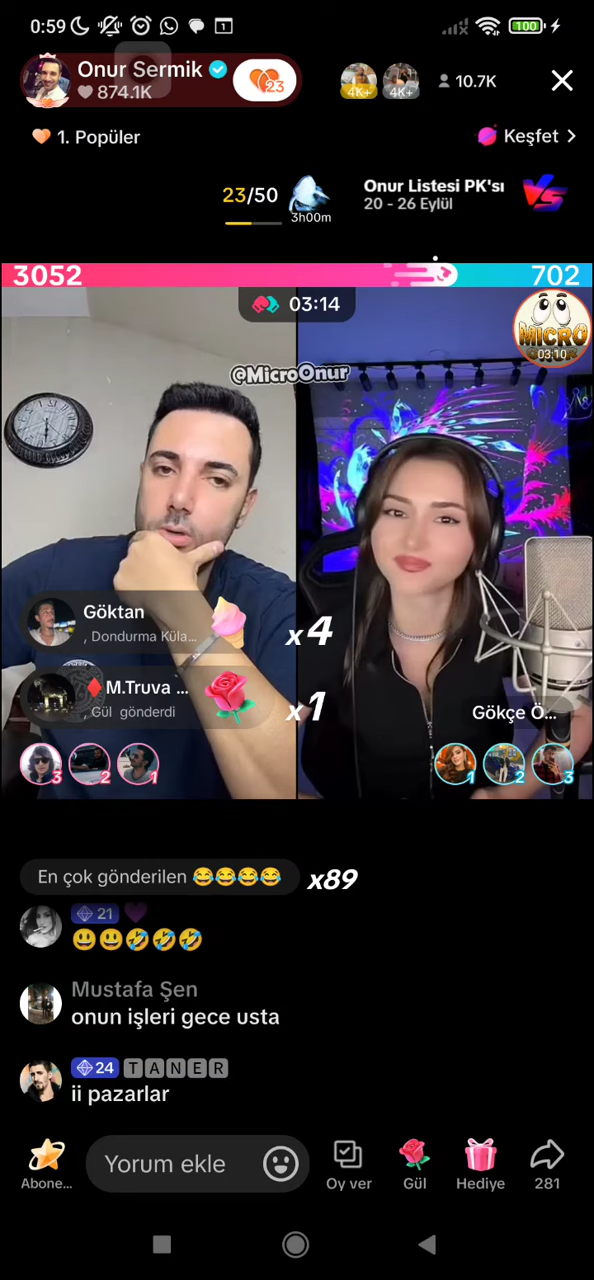 0:59
100
Onur Sermik
874.1K
23
4K+
4K+
10.7K
1. Popüler
Keşfet
23/50
3h00m
Onur Listesi PK'sı
20 - 26 Eylül
VS
3052
702
03:14
MICRO
03:10
@MicroOnur
Göktan
, Dondurma Küla...
x4
M.Truva ...
, Gül gönderdi
x1
Gökçe Ö...
3
2
1
1
2
3
En çok gönderilen 😂😂😂😂
x89
21
😃😃🤣🤣🤣
Mustafa Şen
onun işleri gece usta
24 TANER
ii pazarlar
Abone...
Yorum ekle
Oy ver
Gül
Hediye
281